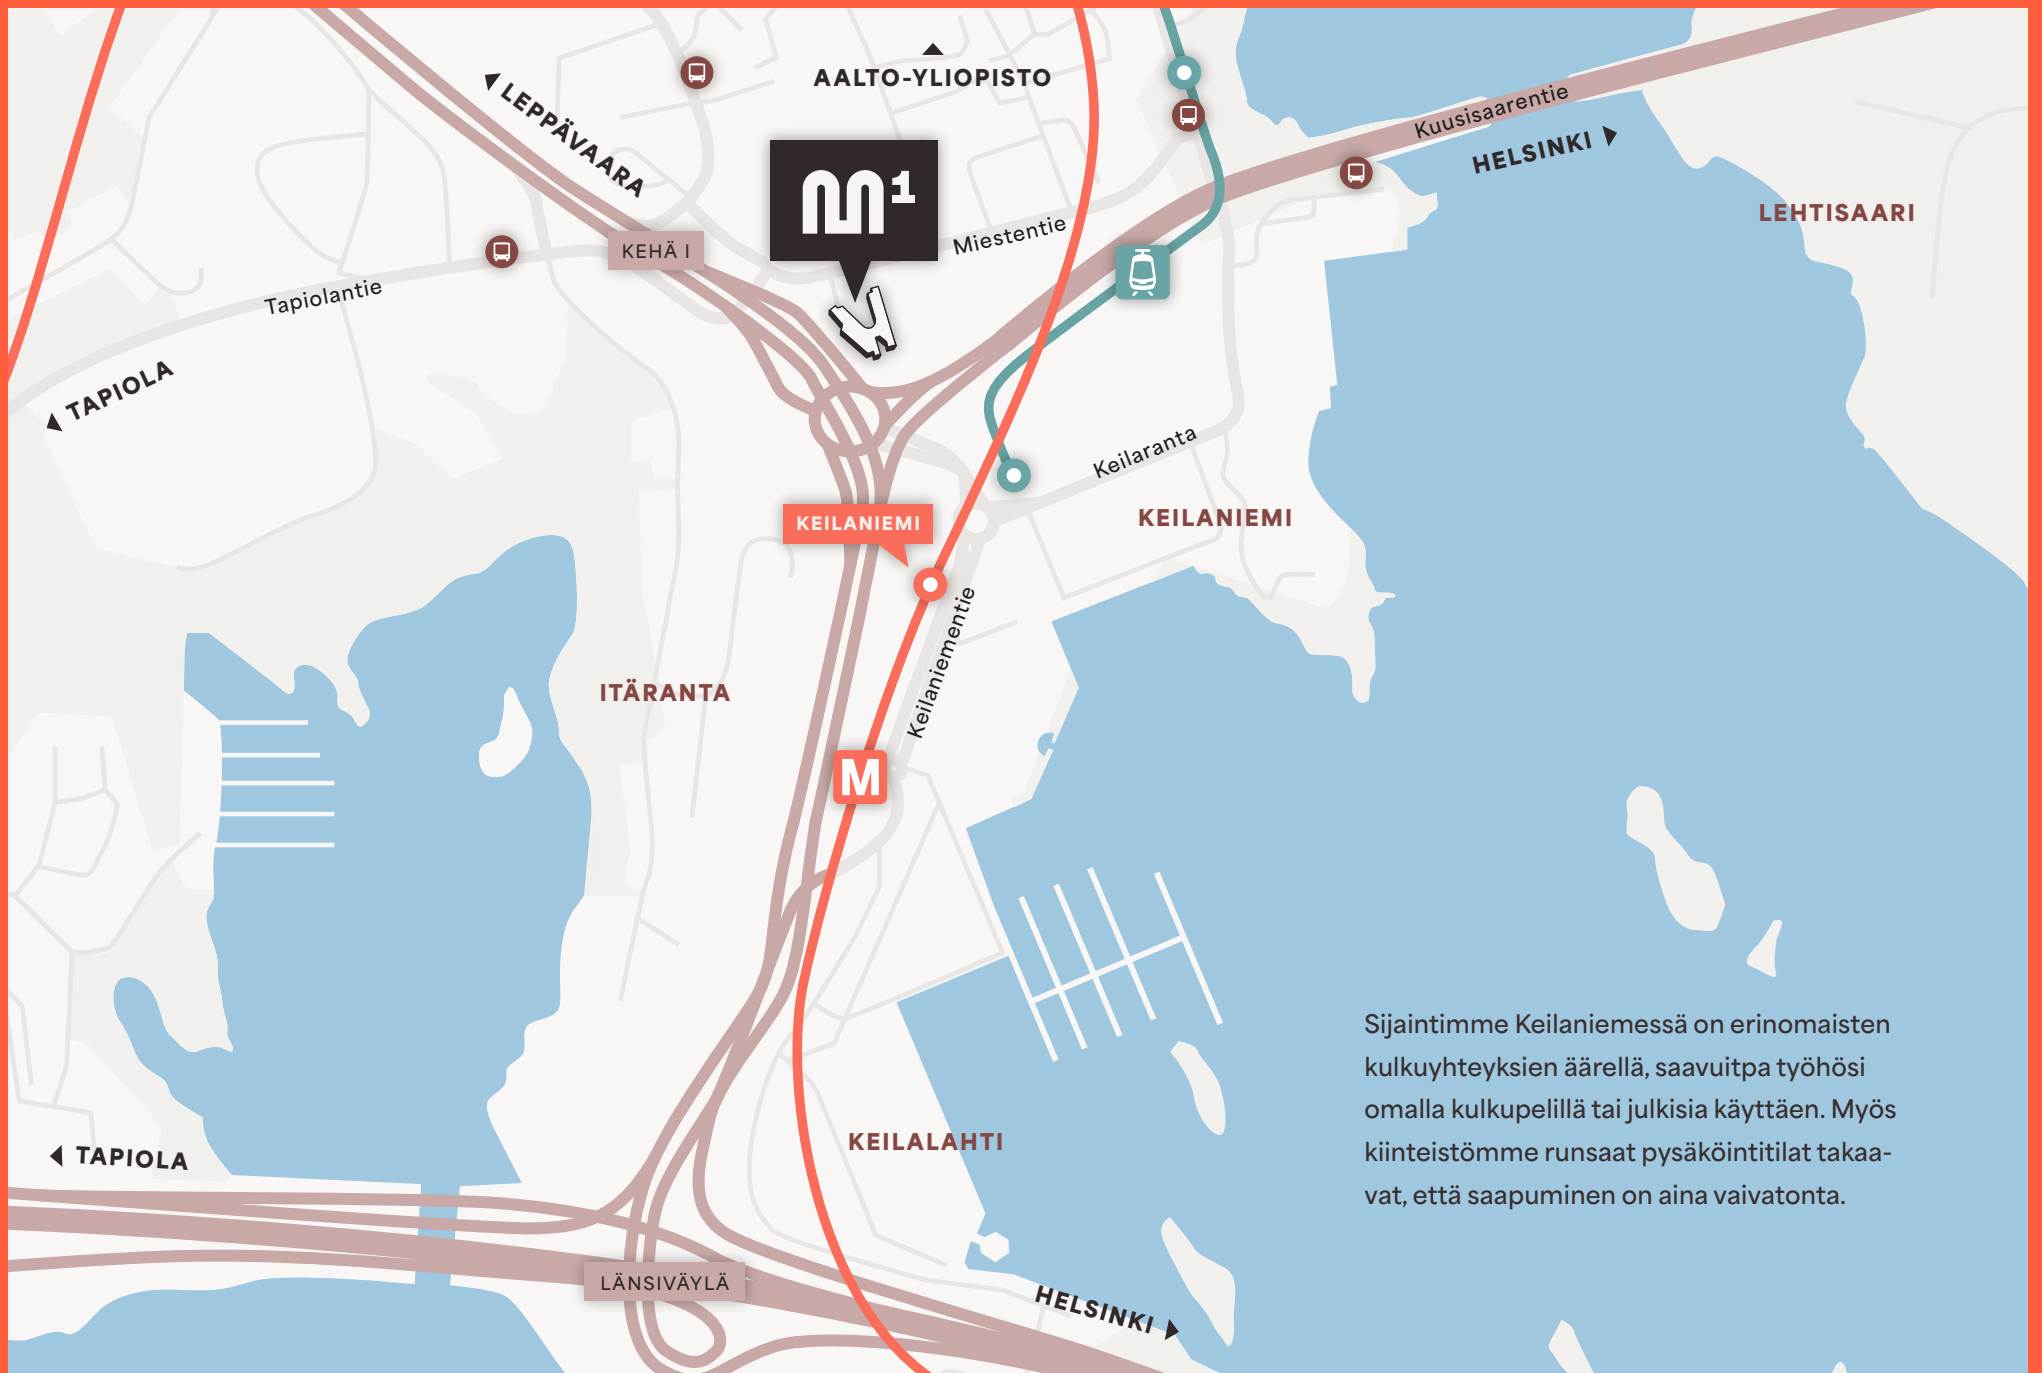 AALTO-YLIOPISTO
LEPPÄVAARA
Kuusisaarentie
HELSINKI
LEHTISAARI
M1
Miestentie
KEHÄ I
Tapiolantie
TAPIOLA
Keilaranta
KEILANIEMI
KEILANIEMI
Keilaniementie
ITÄRANTA
M
Sijaintimme Keilaniemessä on erinomaisten
kulkuyhteyksien äärellä, saavuitpa työhösi
omalla kulkupelillä tai julkisia käyttäen. Myös
kiinteistömme runsaat pysäköintitilat takaa-
vat, että saapuminen on aina vaivatonta.
KEILALAHTI
TAPIOLA
LÄNSIVÄYLÄ
HELSINKI